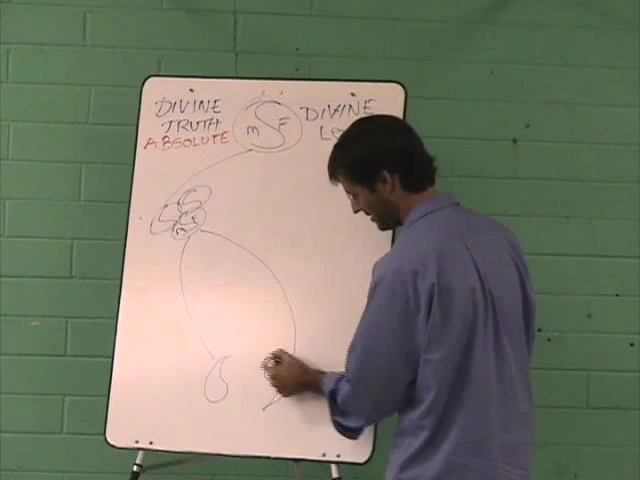 DIVINE
TRUTH
ABSOLUTE
m F
DIVINE